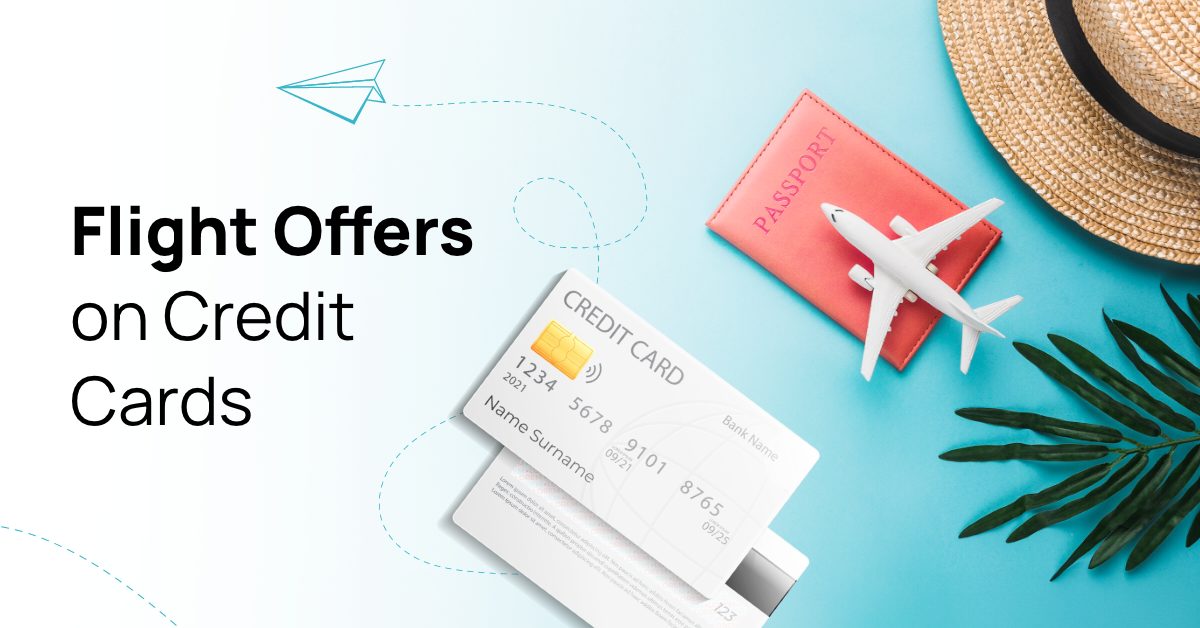 Flight Offers
on Credit
Cards
PASSPORT
CREDIT CARD
1234 5678 9101 8765
2021
09/21
09/25
Name Surname
Bank Name
123